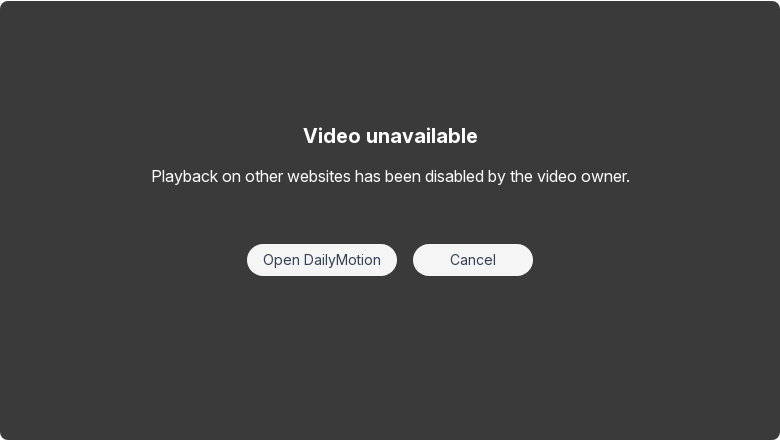 Video unavailable
Playback on other websites has been disabled by the video owner.
Open DailyMotion
Cancel